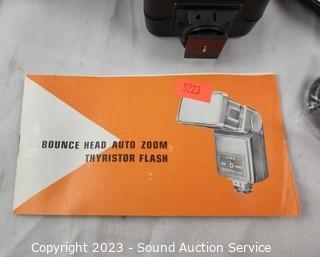 5223
BOUNCE HEAD AUTO ZOOM
THYRISTOR FLASH
Copyright 2023 - Sound Auction Service